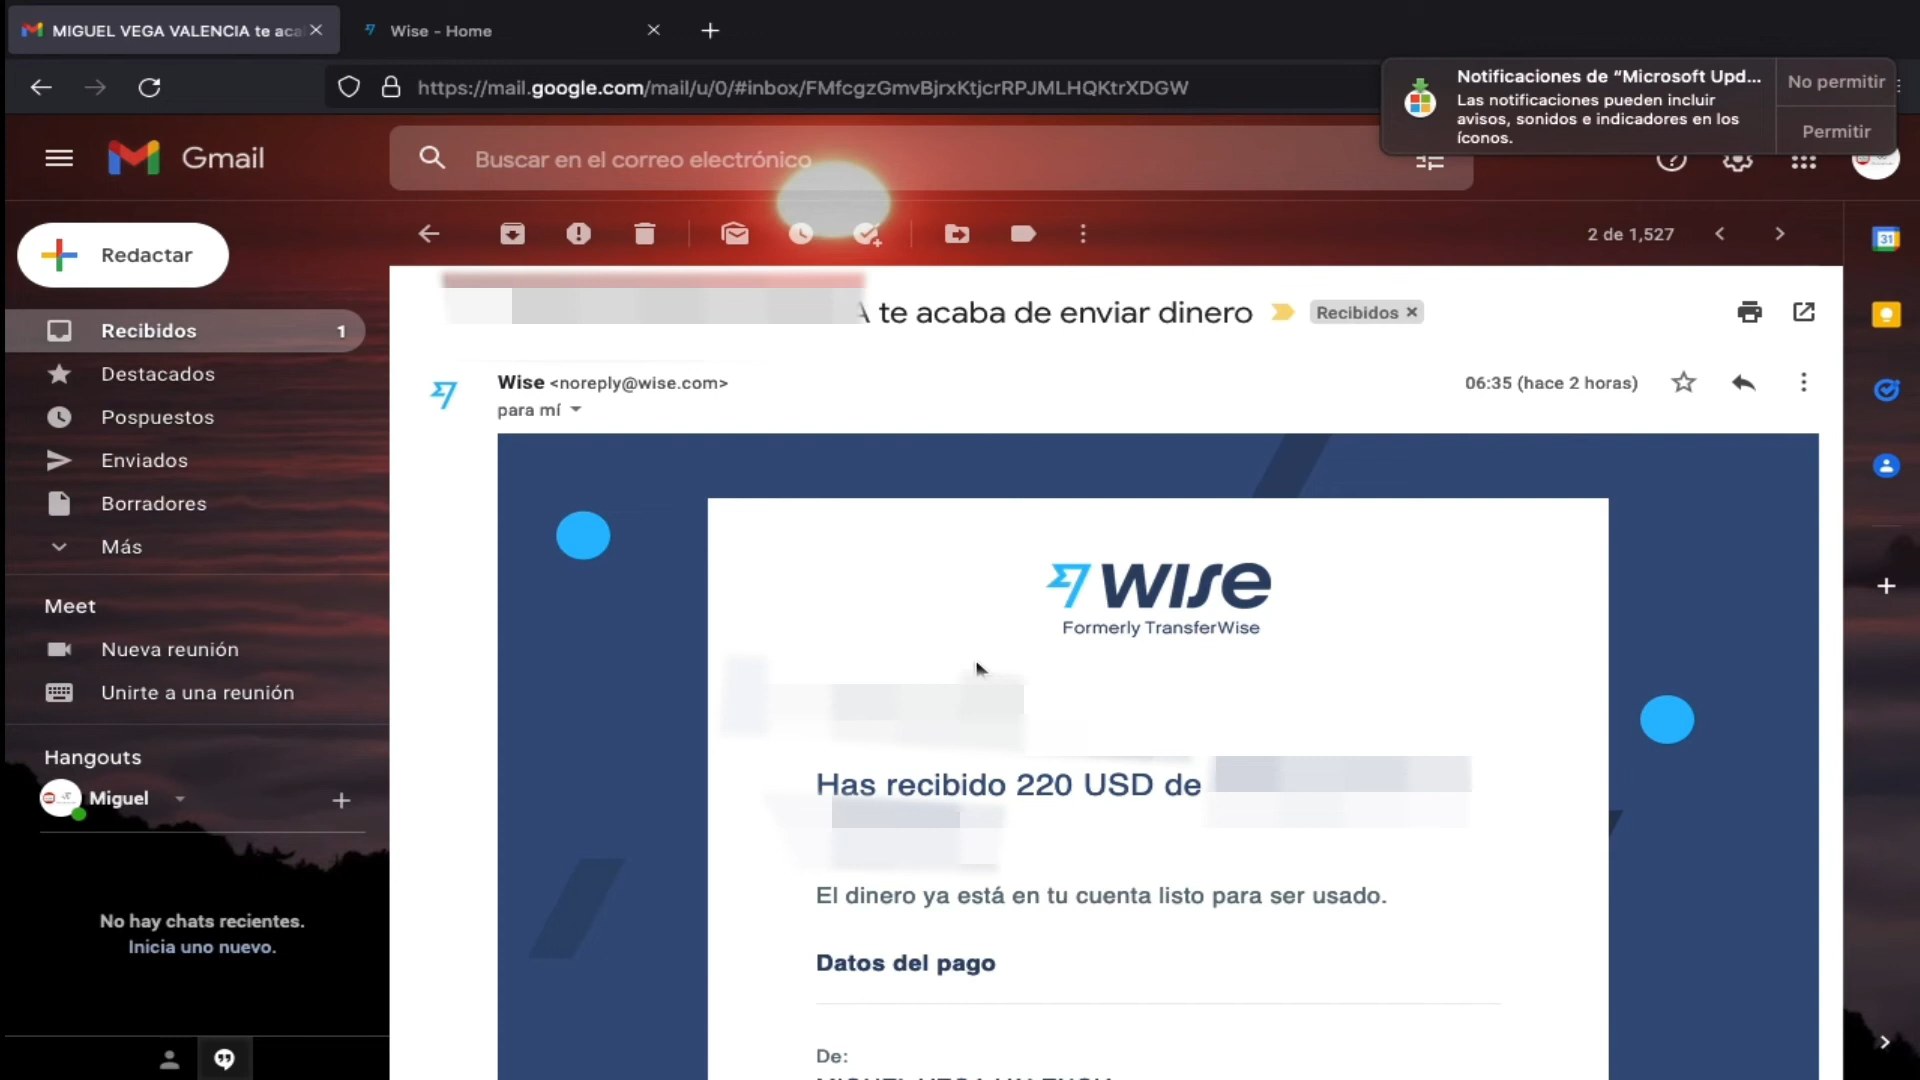 MIGUEL VEGA VALENCIA te aca
Wise - Home
https://mail.google.com/mail/u/0/#inbox/FMfcgzGmvBjrxKtjcrRPJMLHQKtrXDGW
Notificaciones de “Microsoft Upd...
Las notificaciones pueden incluir
avisos, sonidos e indicadores en los
íconos.
No permitir
Permitir
Gmail
Buscar en el correo electrónico
Redactar
2 de 1,527
Recibidos 1
Destacados
Pospuestos
Enviados
Borradores
Más
Meet
Nueva reunión
Unirte a una reunión
Hangouts
Miguel
No hay chats recientes.
Inicia uno nuevo.
A te acaba de enviar dinero
Recibidos
Wise <noreply@wise.com>
06:35 (hace 2 horas)
para mí
WISE
Formerly TransferWise
Has recibido 220 USD de
El dinero ya está en tu cuenta listo para ser usado.
Datos del pago
De:
31